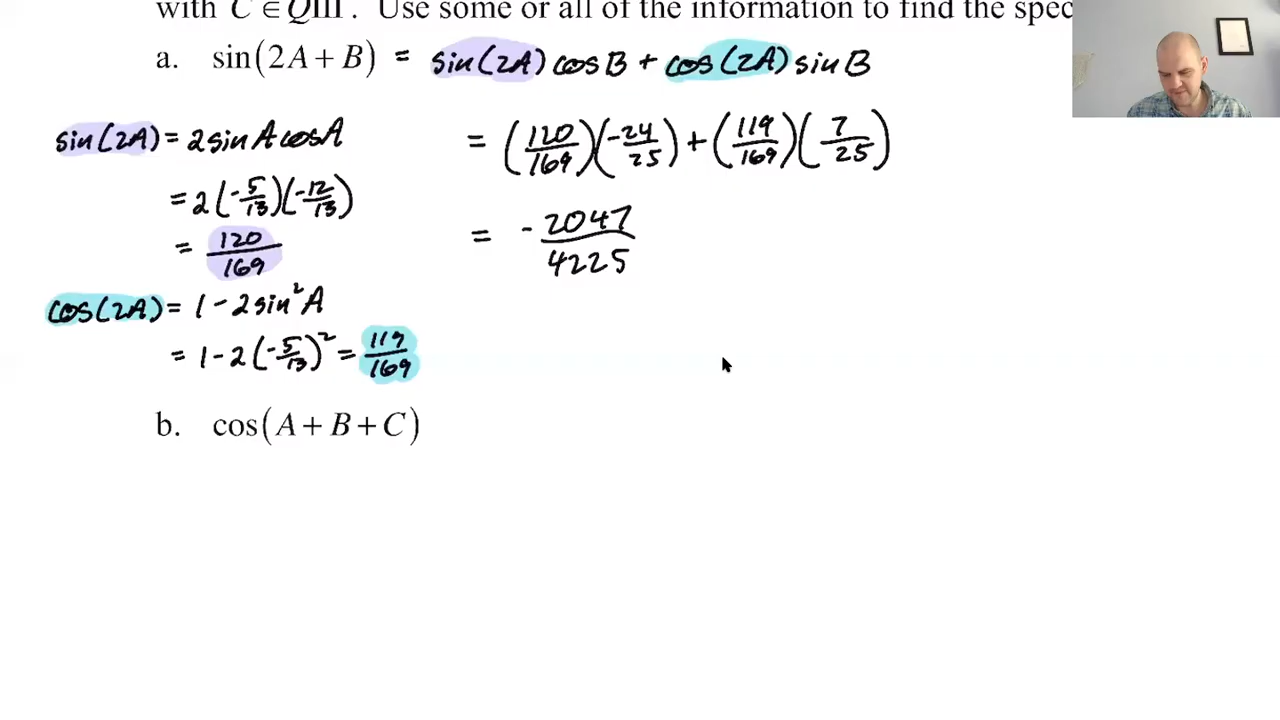 with C ∈ QIII. Use some or all of the information to find the spec
a. sin(2A + B) = sin(2A) cos B + cos(2A) sin B
sin(2A) = 2 sin A cos A
= (120/169)(-24/25) + (119/169)(7/25)
= 2(-5/13)(-12/13)
= 120/169
= -2047/4225
cos(2A) = 1 - 2 sin² A
= 1 - 2(-5/13)² = 119/169
b. cos(A + B + C)